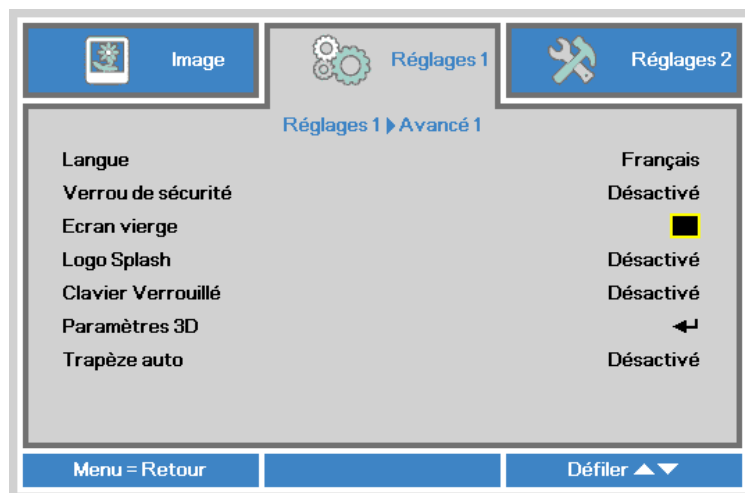 Image
Réglages 1
Réglages 2
Réglages 1 Avancé 1
Langue Français
Verrou de sécurité Désactivé
Ecran vierge
Logo Splash Désactivé
Clavier Verrouillé Désactivé
Paramètres 3D
Trapèze auto Désactivé
Menu = Retour
Défiler